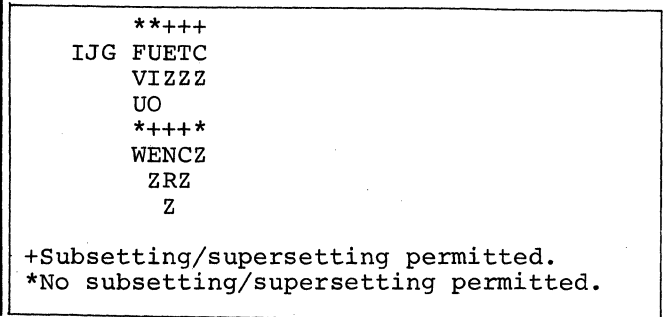 **+++
IJG FUETC
VIZZZ
UO
*+++*
WENCZ
ZRZ
Z
+Subsetting/supersetting permitted.
*No subsetting/supersetting permitted.